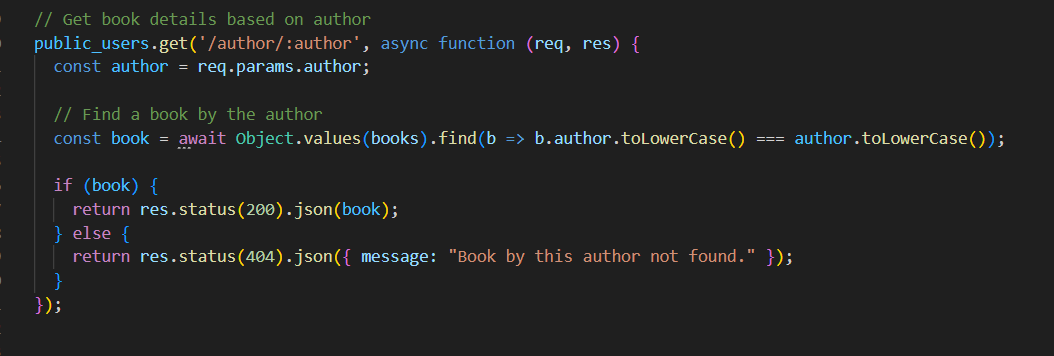 // Get book details based on author
public_users.get('/author/:author', async function (req, res) {
const author = req.params.author;
// Find a book by the author
const book = await Object.values(books).find(b => b.author.toLowerCase() === author.toLowerCase());
if (book) {
return res.status(200).json(book);
} else {
return res.status(404).json({ message: "Book by this author not found." });
}
});